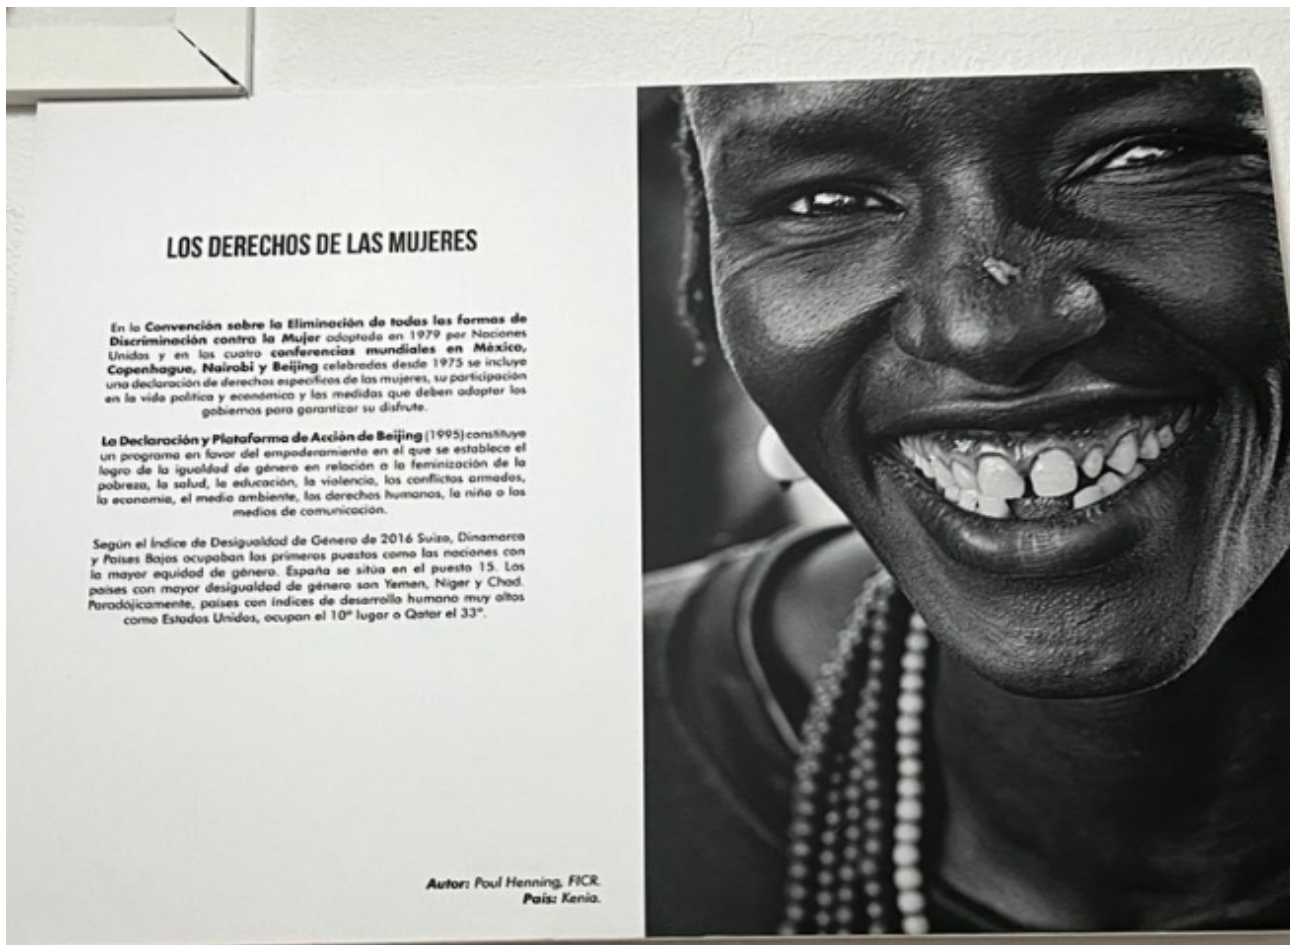 LOS DERECHOS DE LAS MUJERES
En la Convención sobre la Eliminación de todas las formas de
Discriminación contra la Mujer adoptada en 1979 por Naciones
Unidas y en las cuatro conferencias mundiales en México,
Copenhague, Nairobi y Beijing celebradas desde 1975 se incluye
una declaración de derechos específicos de las mujeres, su participación
en la vida política y económica y las medidas que deben adoptar los
gobiernos para garantizar su disfrute.
La Declaración y Plataforma de Acción de Beijing (1995) constituye
un programa en favor del empoderamiento en el que se establece el
logro de la igualdad de género en relación a la feminización de la
pobreza, la salud, la educación, la violencia, los conflictos armados,
la economía, el medio ambiente, los derechos humanos, la niña o los
medios de comunicación.
Según el Índice de Desigualdad de Género de 2016 Suiza, Dinamarca
y Países Bajos ocupaban los primeros puestos como las naciones con
la mayor equidad de género. España se sitúa en el puesto 15. Los
países con mayor desigualdad de género son Yemen, Niger y Chad.
Paradójicamente, países con índices de desarrollo humano muy altos
como Estados Unidos, ocupan el 10º lugar o Qatar el 33º.
Autor: Poul Henning, FICR.
País: Kenia.